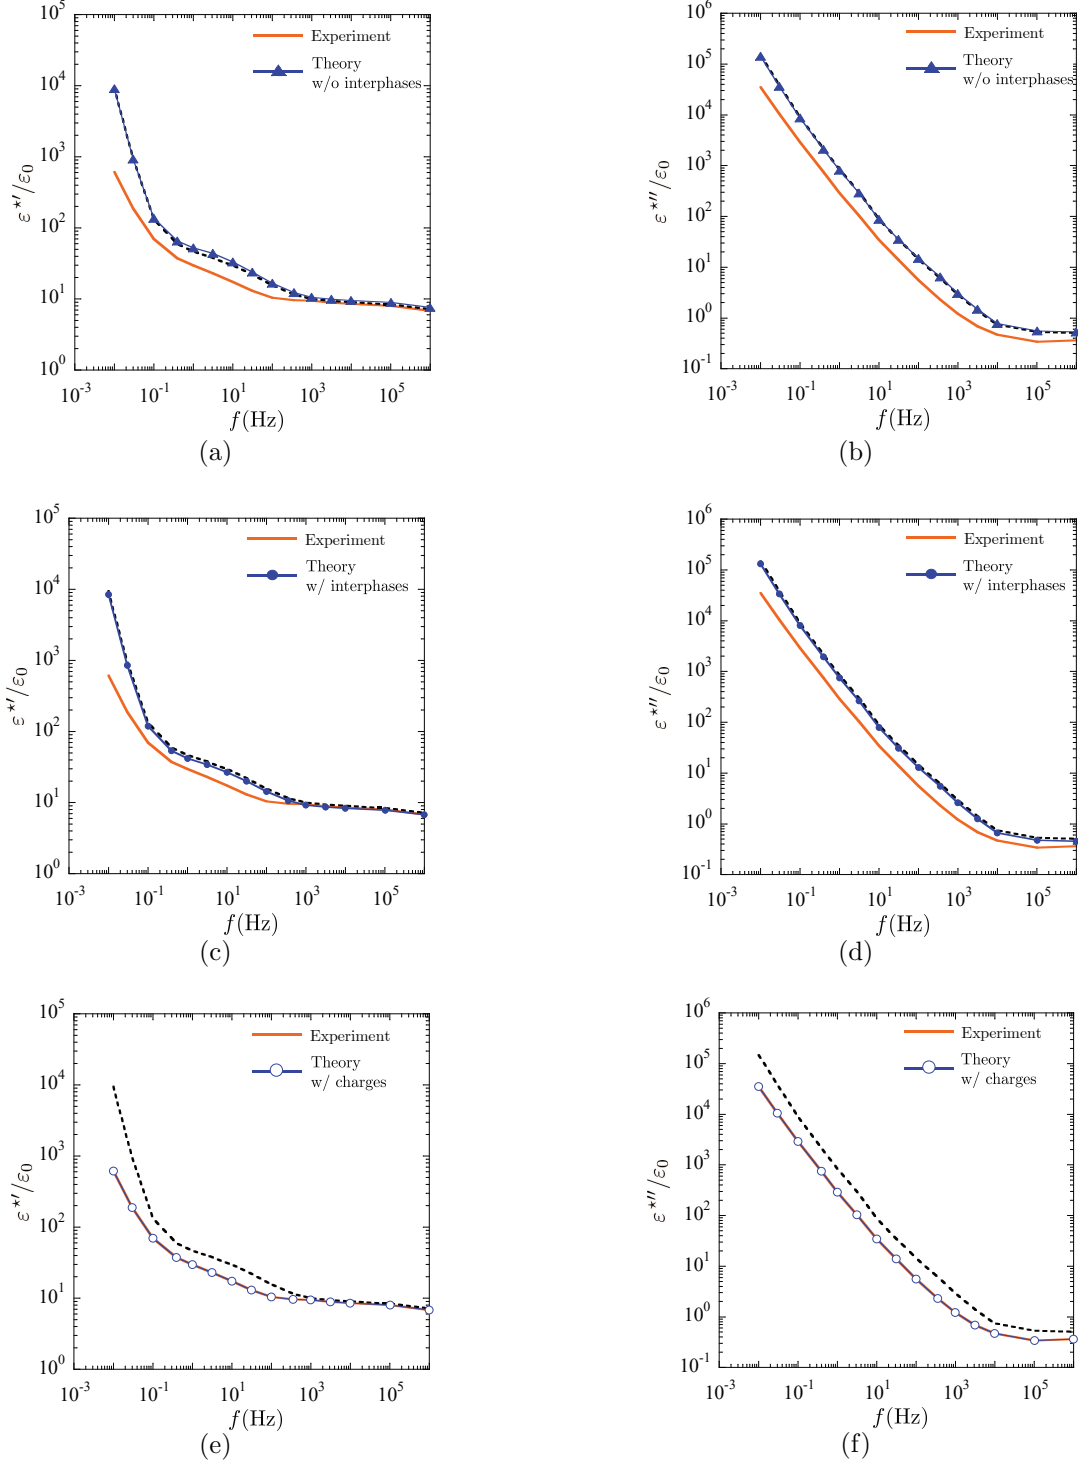 10^5
10^4
10^3
10^2
10^1
10^0
ε^⋆′/ε_0
Experiment
Theory
w/o interphases
10^-3
10^-1
10^1
10^3
10^5
f(Hz)
(a)
10^6
10^5
10^4
10^3
10^2
10^1
10^0
10^-1
ε^⋆″/ε_0
Experiment
Theory
w/o interphases
10^-3
10^-1
10^1
10^3
10^5
f(Hz)
(b)
10^5
10^4
10^3
10^2
10^1
10^0
ε^⋆′/ε_0
Experiment
Theory
w/ interphases
10^-3
10^-1
10^1
10^3
10^5
f(Hz)
(c)
10^6
10^5
10^4
10^3
10^2
10^1
10^0
10^-1
ε^⋆″/ε_0
Experiment
Theory
w/ interphases
10^-3
10^-1
10^1
10^3
10^5
f(Hz)
(d)
10^5
10^4
10^3
10^2
10^1
10^0
ε^⋆′/ε_0
Experiment
Theory
w/ charges
10^-3
10^-1
10^1
10^3
10^5
f(Hz)
(e)
10^6
10^5
10^4
10^3
10^2
10^1
10^0
10^-1
ε^⋆″/ε_0
Experiment
Theory
w/ charges
10^-3
10^-1
10^1
10^3
10^5
f(Hz)
(f)